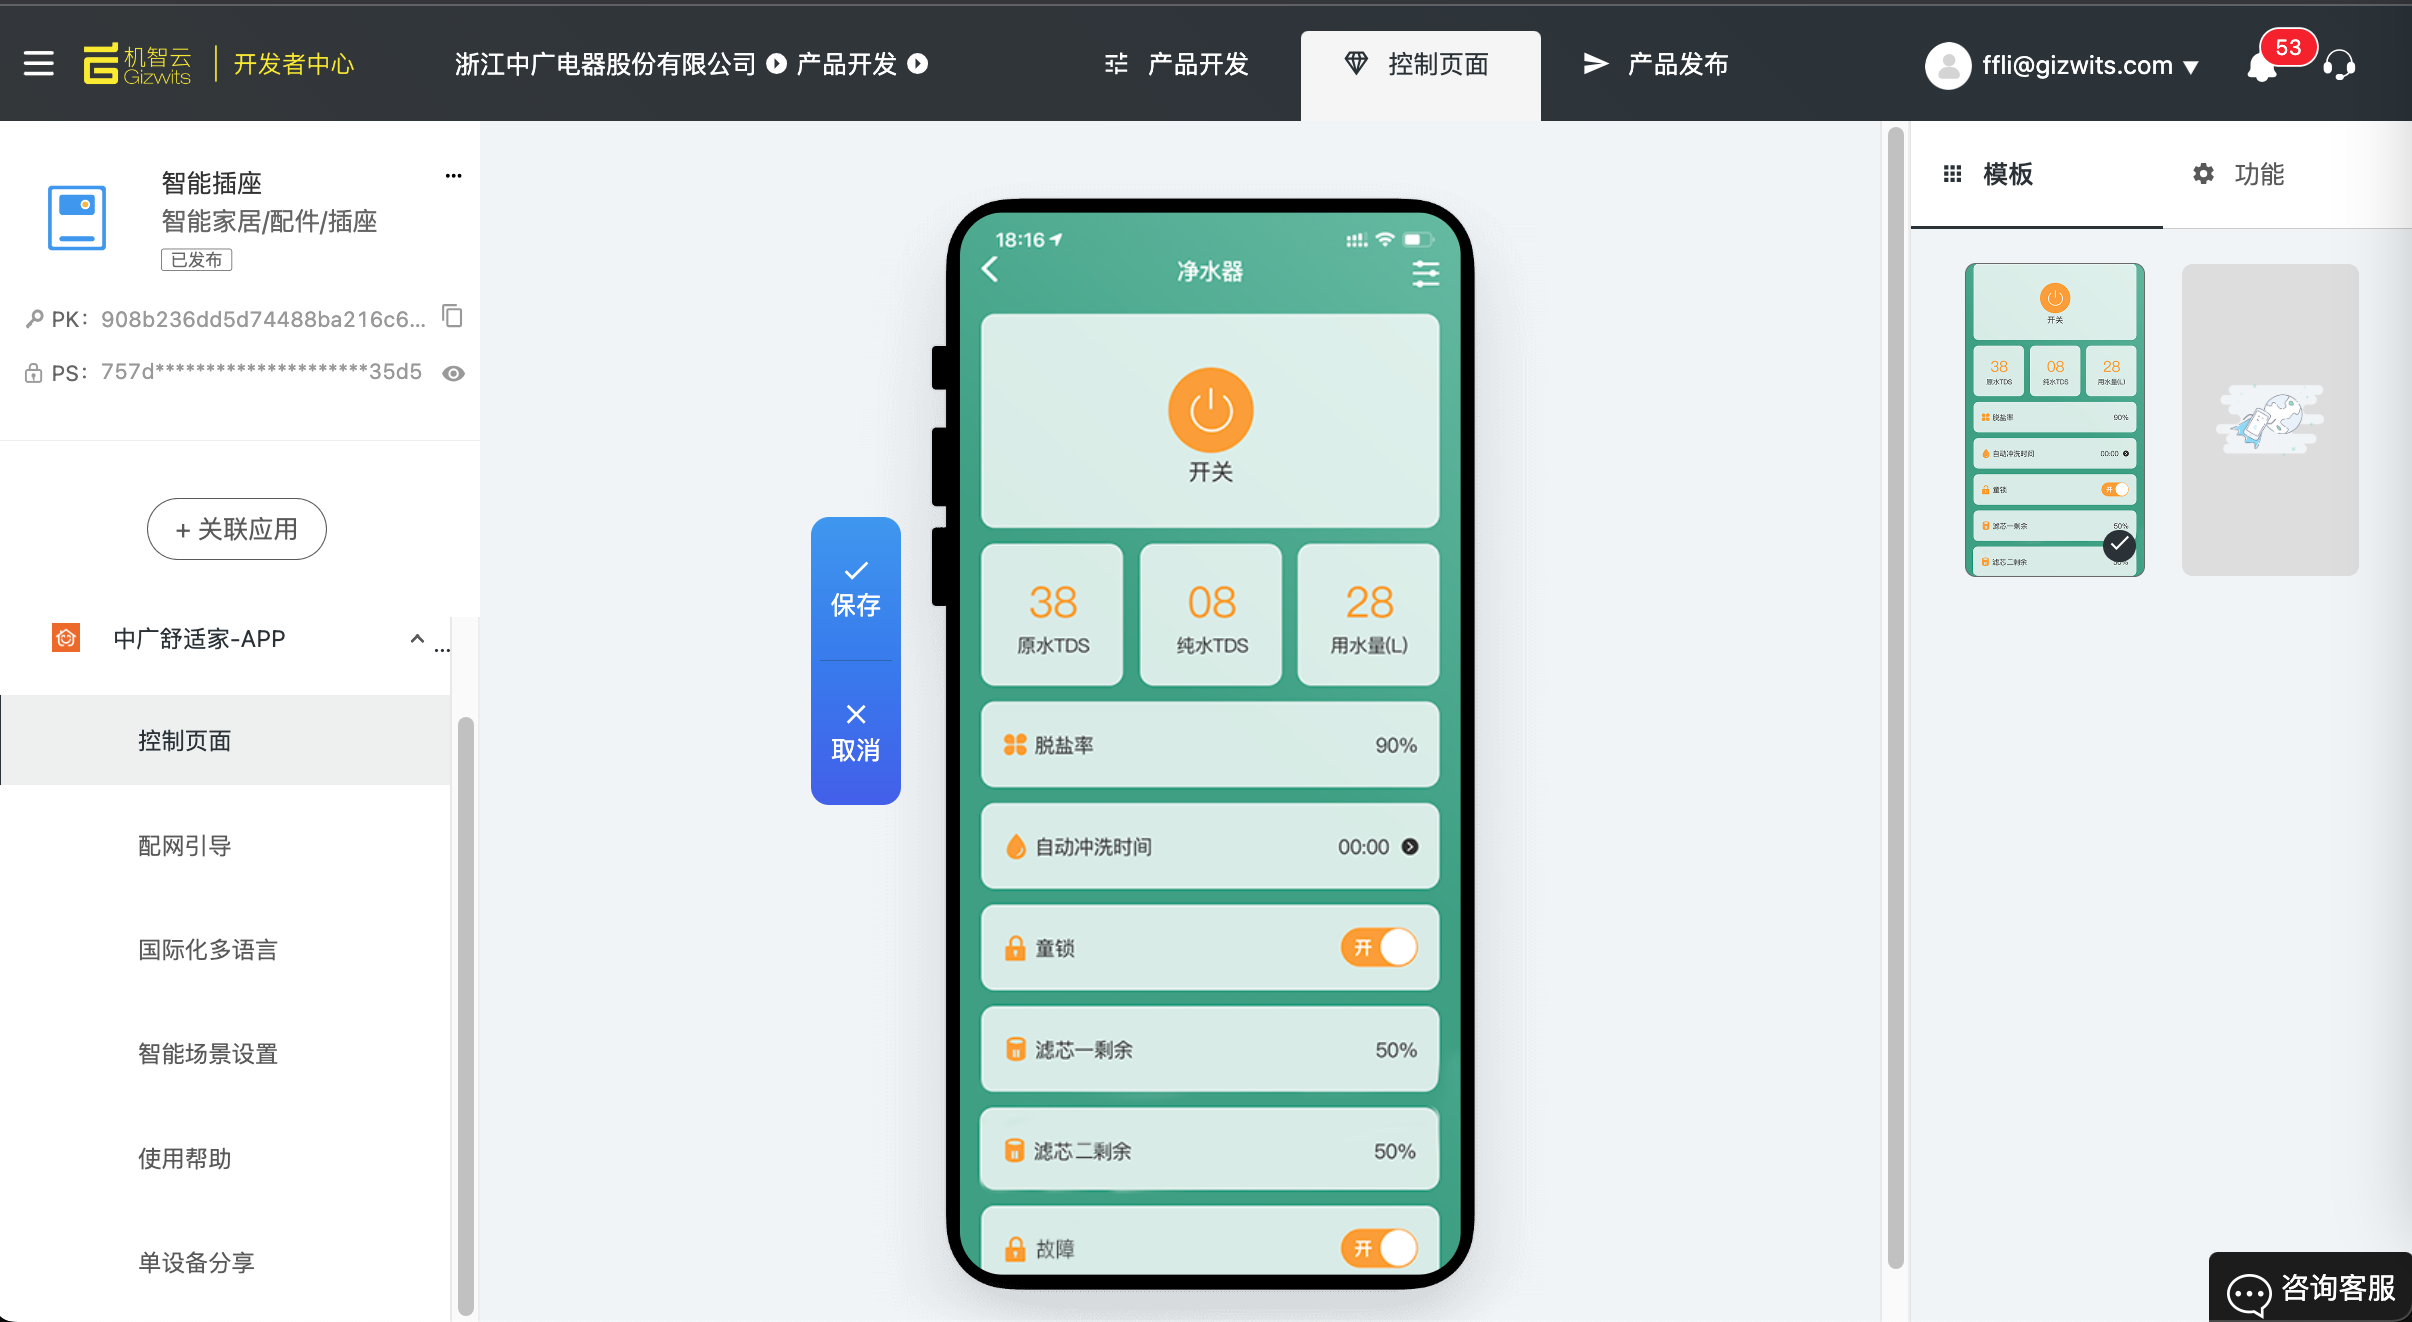 机智云
Gizwits
开发者中心
浙江中广电器股份有限公司
产品开发
产品开发
控制页面
产品发布
ffli@gizwits.com
53
智能插座
...
智能家居/配件/插座
已发布
PK: 908b236dd5d74488ba216c6...
PS: 757d*********************35d5
+ 关联应用
中广舒适家-APP
...
控制页面
配网引导
国际化多语言
智能场景设置
使用帮助
单设备分享
保存
取消
18:16
净水器
开关
38
原水TDS
08
纯水TDS
28
用水量(L)
脱盐率 90%
自动冲洗时间 00:00
童锁 开
滤芯一剩余 50%
滤芯二剩余 50%
故障 开
模板
功能
开关
38
原水TDS
08
纯水TDS
28
用水量(L)
脱盐率 90%
自动冲洗时间 00:00
童锁 开
滤芯一剩余 50%
滤芯二剩余 50%
咨询客服